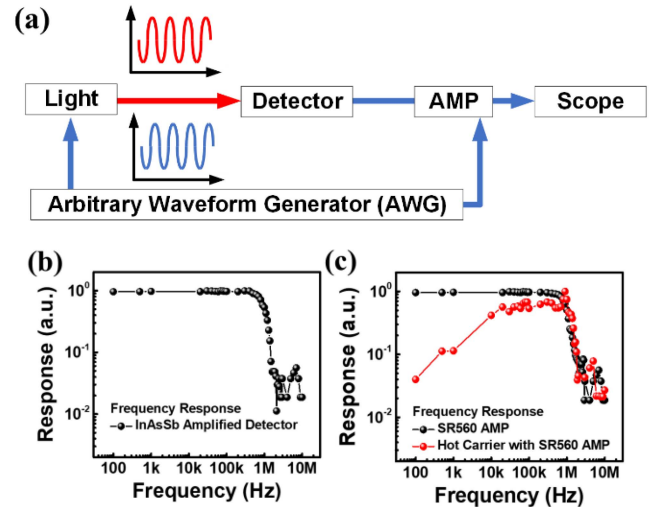 (a)
Light
Detector
AMP
Scope
Arbitrary Waveform Generator (AWG)
(b)
Response (a.u.)
10⁰
10⁻¹
10⁻²
Frequency Response
InAsSb Amplified Detector
100 1k 10k 100k 1M 10M
Frequency (Hz)
(c)
Response (a.u.)
10⁰
10⁻¹
10⁻²
Frequency Response
SR560 AMP
Hot Carrier with SR560 AMP
100 1k 10k 100k 1M 10M
Frequency (Hz)